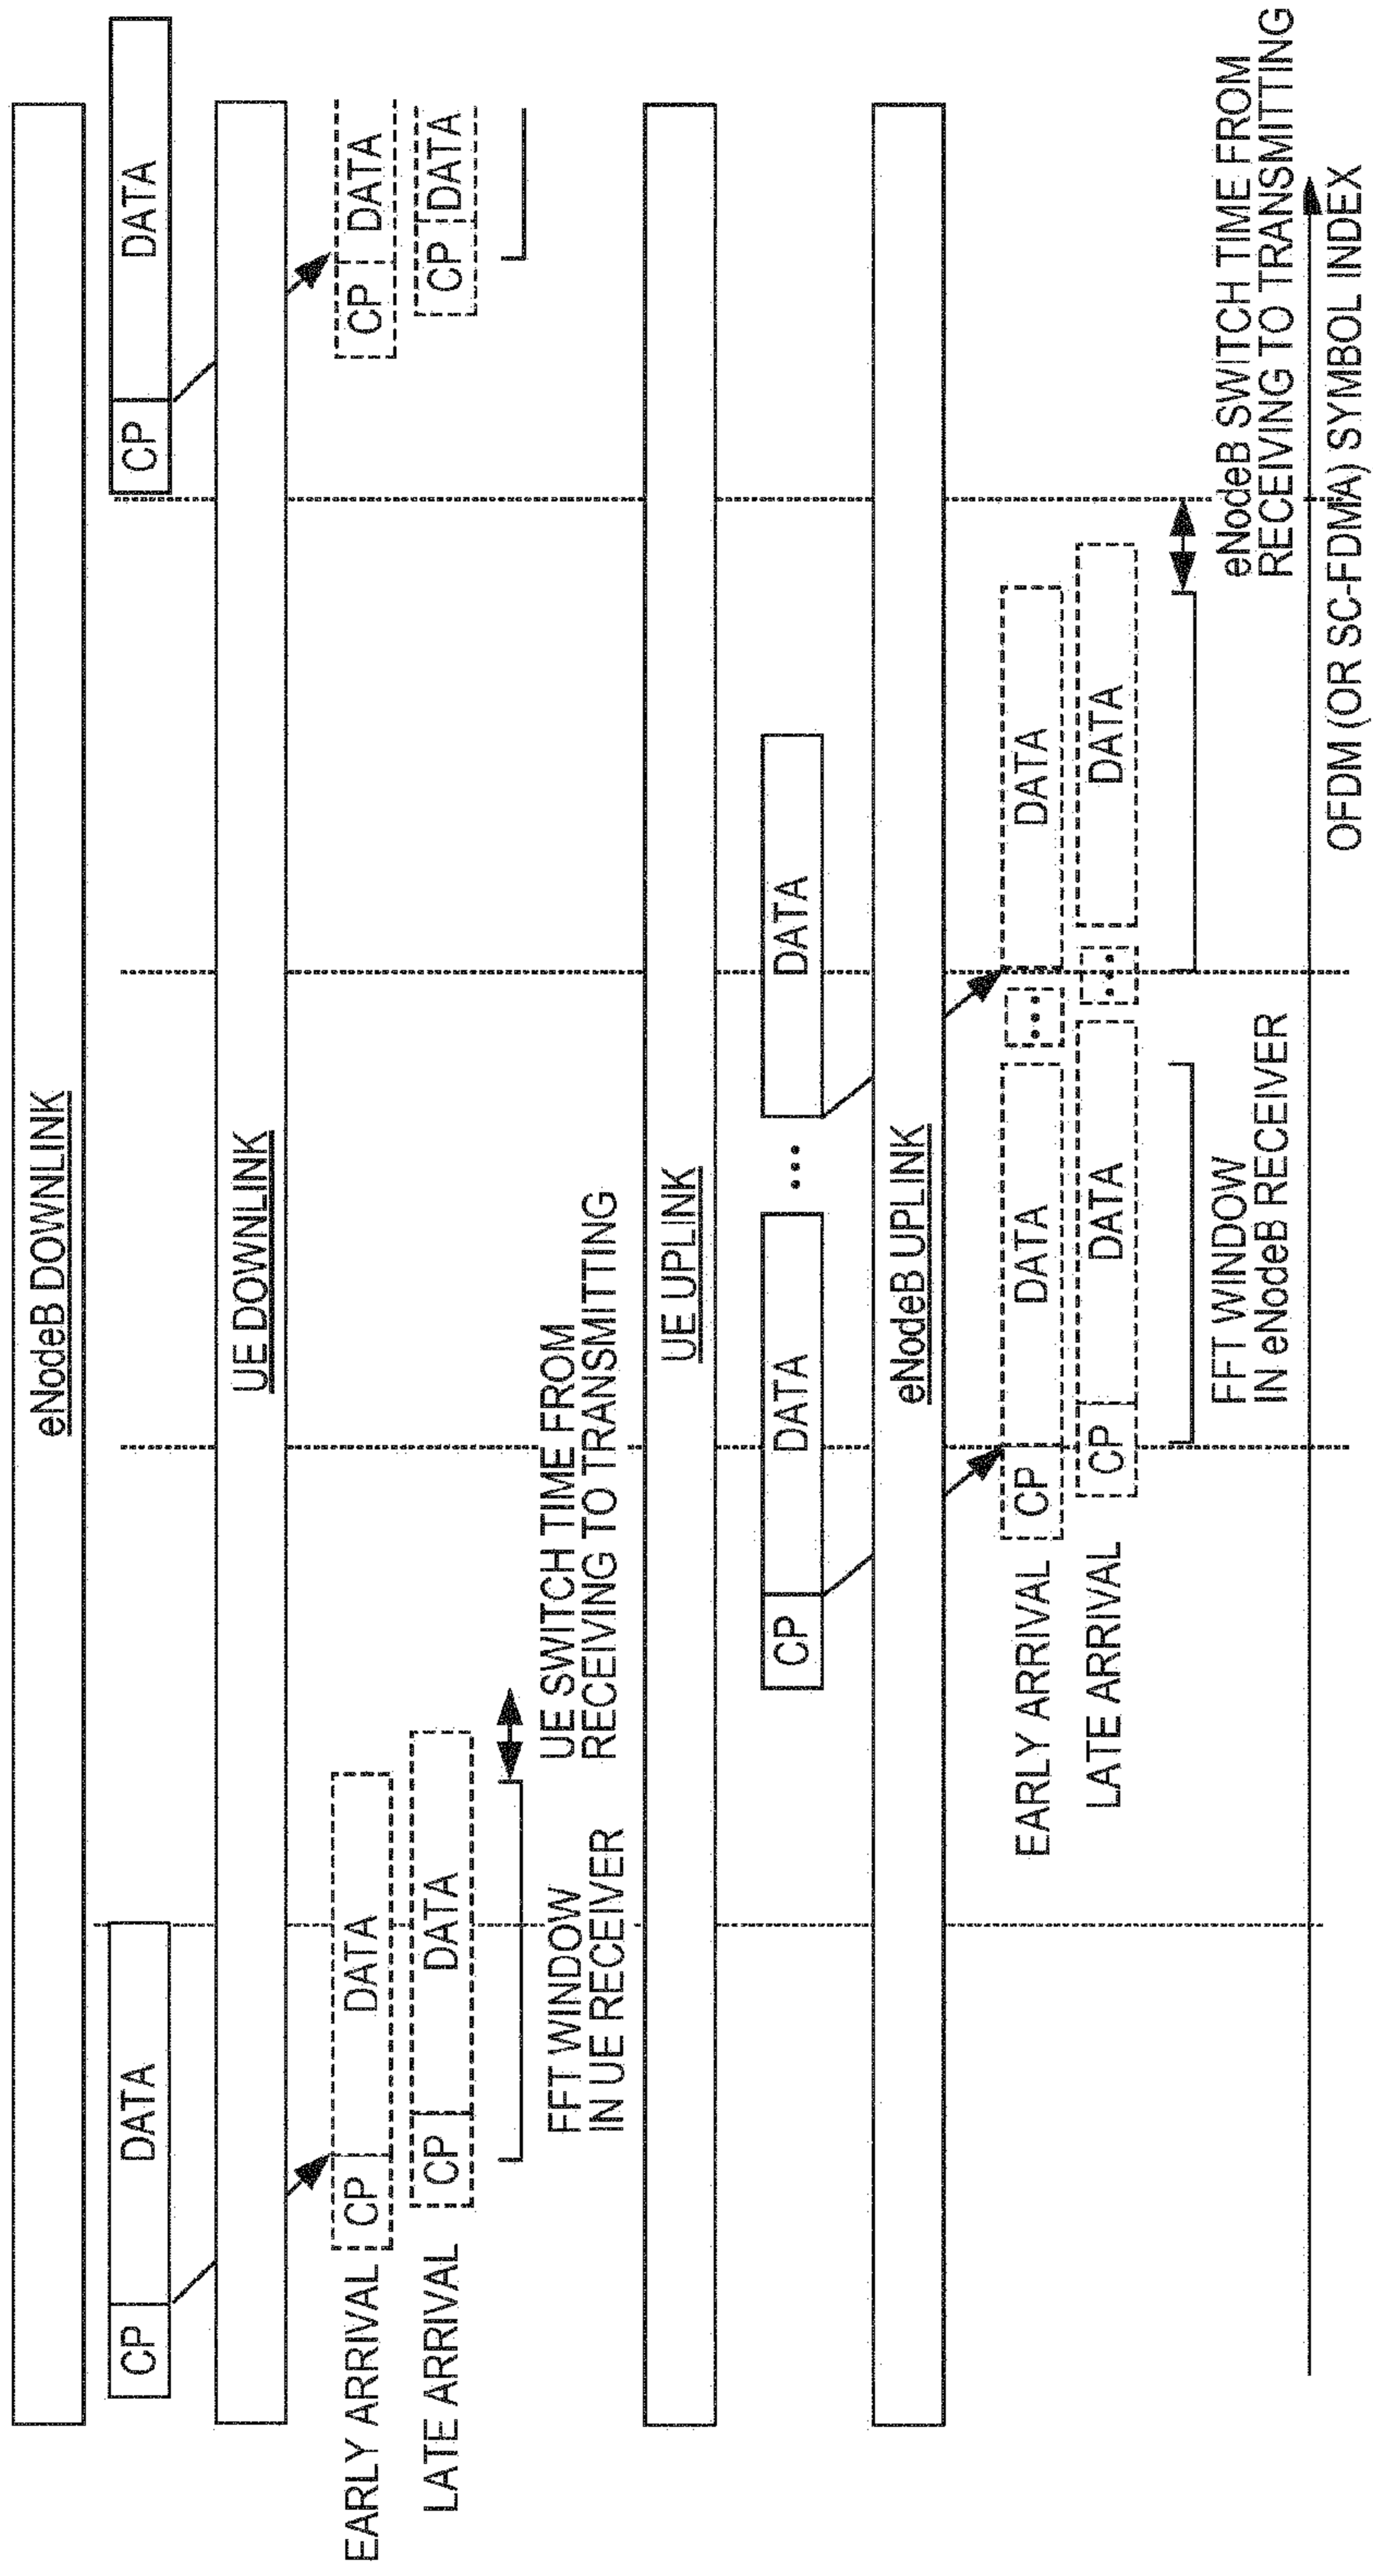 eNodeB DOWNLINK
CP DATA
CP DATA
UE DOWNLINK
EARLY ARRIVAL
CP DATA
CP DATA
LATE ARRIVAL
CP DATA
CP DATA
FFT WINDOW
IN UE RECEIVER
UE SWITCH TIME FROM
RECEIVING TO TRANSMITTING
UE UPLINK
CP DATA ... DATA
eNodeB UPLINK
EARLY ARRIVAL
CP DATA ... DATA
LATE ARRIVAL
CP DATA ... DATA
FFT WINDOW
IN eNodeB RECEIVER
eNodeB SWITCH TIME FROM
RECEIVING TO TRANSMITTING
OFDM (OR SC-FDMA) SYMBOL INDEX